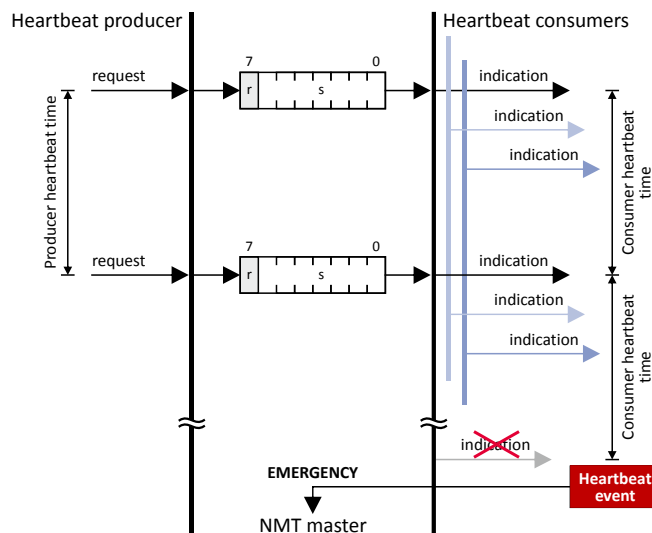 Heartbeat producer
Heartbeat consumers
7 0
request
r s
indication
indication
indication
Producer heartbeat time
Consumer heartbeat
time
7 0
request
r s
indication
indication
indication
Consumer heartbeat
time
indication
EMERGENCY
Heartbeat
event
NMT master